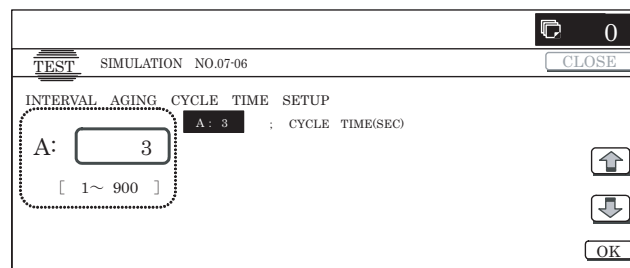 0
TEST SIMULATION NO.07-06 CLOSE
INTERVAL AGING CYCLE TIME SETUP
A: 3 ; CYCLE TIME(SEC)
A: 3
[ 1~ 900 ]
OK